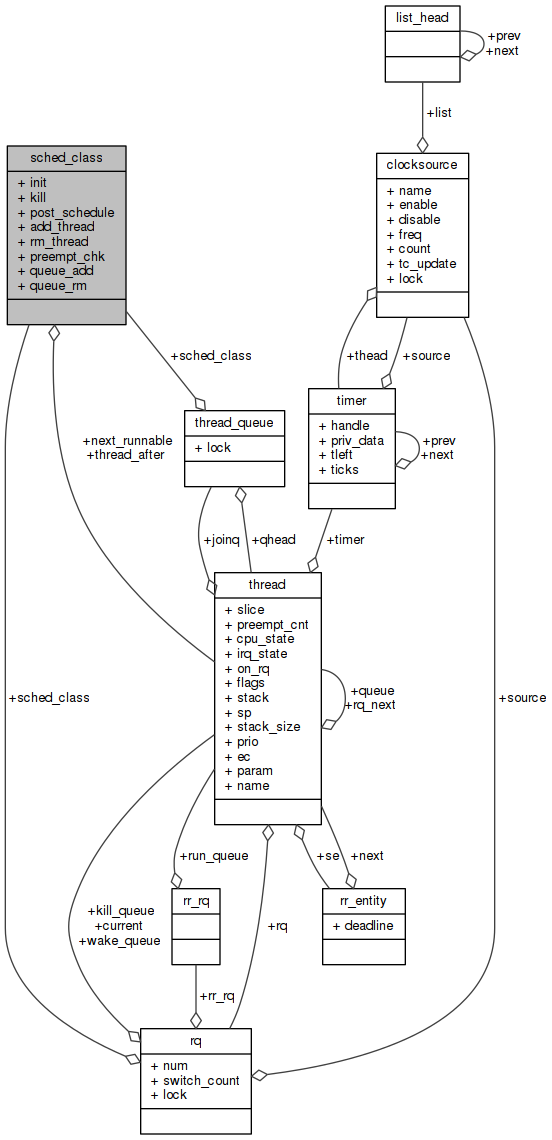 list_head
+prev
+next
+list
sched_class
+ init
+ kill
+ post_schedule
+ add_thread
+ rm_thread
+ preempt_chk
+ queue_add
+ queue_rm
clocksource
+ name
+ enable
+ disable
+ freq
+ count
+ tc_update
+ lock
+sched_class
+thead
+source
timer
+ handle
+ priv_data
+ tleft
+ ticks
+prev
+next
thread_queue
+ lock
+next_runnable
+thread_after
+joinq
+qhead
+timer
thread
+ slice
+ preempt_cnt
+ cpu_state
+ irq_state
+ on_rq
+ flags
+ stack
+ sp
+ stack_size
+ prio
+ ec
+ param
+ name
+queue
+rq_next
+sched_class
+source
+run_queue
+se
+next
+kill_queue
+current
+wake_queue
rr_rq
+rq
rr_entity
+ deadline
+rr_rq
rq
+ num
+ switch_count
+ lock